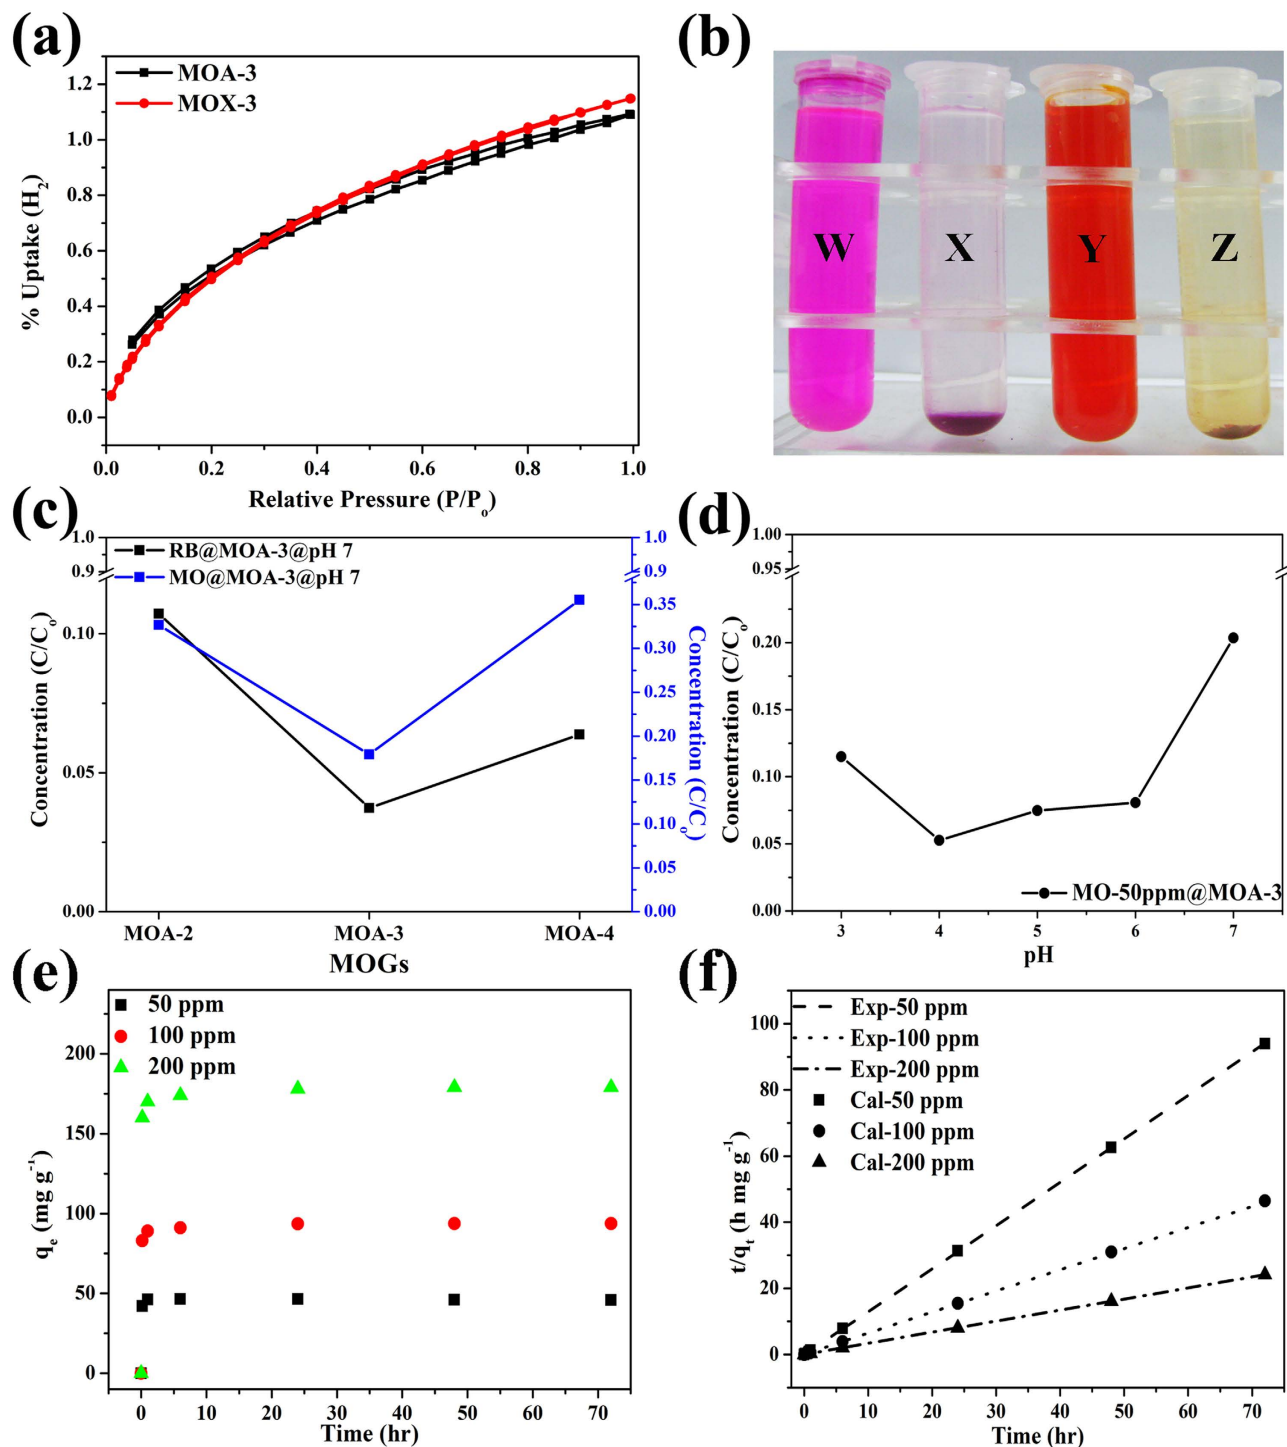 (a)
MOA-3
MOX-3
1.2
1.0
0.8
0.6
0.4
0.2
0.0
% Uptake (H₂)
0.0 0.2 0.4 0.6 0.8 1.0
Relative Pressure (P/Pₒ)
(b)
W X Y Z
(c)
RB@MOA-3@pH 7
MO@MOA-3@pH 7
1.0
0.9
0.10
0.05
0.00
Concentration (C/Cₒ)
1.0
0.9
0.35
0.30
0.25
0.20
0.15
0.10
0.05
0.00
Concentration (C/Cₒ)
MOA-2 MOA-3 MOA-4
MOGs
(d)
1.00
0.95
0.20
0.15
0.10
0.05
0.00
Concentration (C/Cₒ)
MO-50ppm@MOA-3
3 4 5 6 7
pH
(e)
50 ppm
100 ppm
200 ppm
200
150
100
50
0
qₑ (mg g⁻¹)
0 10 20 30 40 50 60 70
Time (hr)
(f)
Exp-50 ppm
Exp-100 ppm
Exp-200 ppm
Cal-50 ppm
Cal-100 ppm
Cal-200 ppm
100
80
60
40
20
0
t/qₜ (h mg g⁻¹)
0 10 20 30 40 50 60 70
Time (hr)